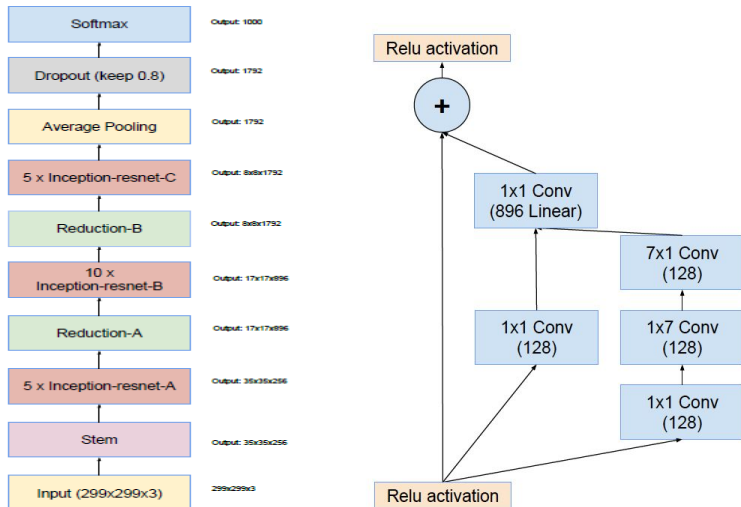 Softmax
Output: 1000
Dropout (keep 0.8)
Output: 1792
Average Pooling
Output: 1792
5 x Inception-resnet-C
Output: 8x8x1792
Reduction-B
Output: 8x8x1792
10 x
Inception-resnet-B
Output: 17x17x896
Reduction-A
Output: 17x17x896
5 x Inception-resnet-A
Output: 35x35x256
Stem
Output: 35x35x256
Input (299x299x3)
299x299x3
Relu activation
+
1x1 Conv
(896 Linear)
7x1 Conv
(128)
1x1 Conv
(128)
1x7 Conv
(128)
1x1 Conv
(128)
Relu activation